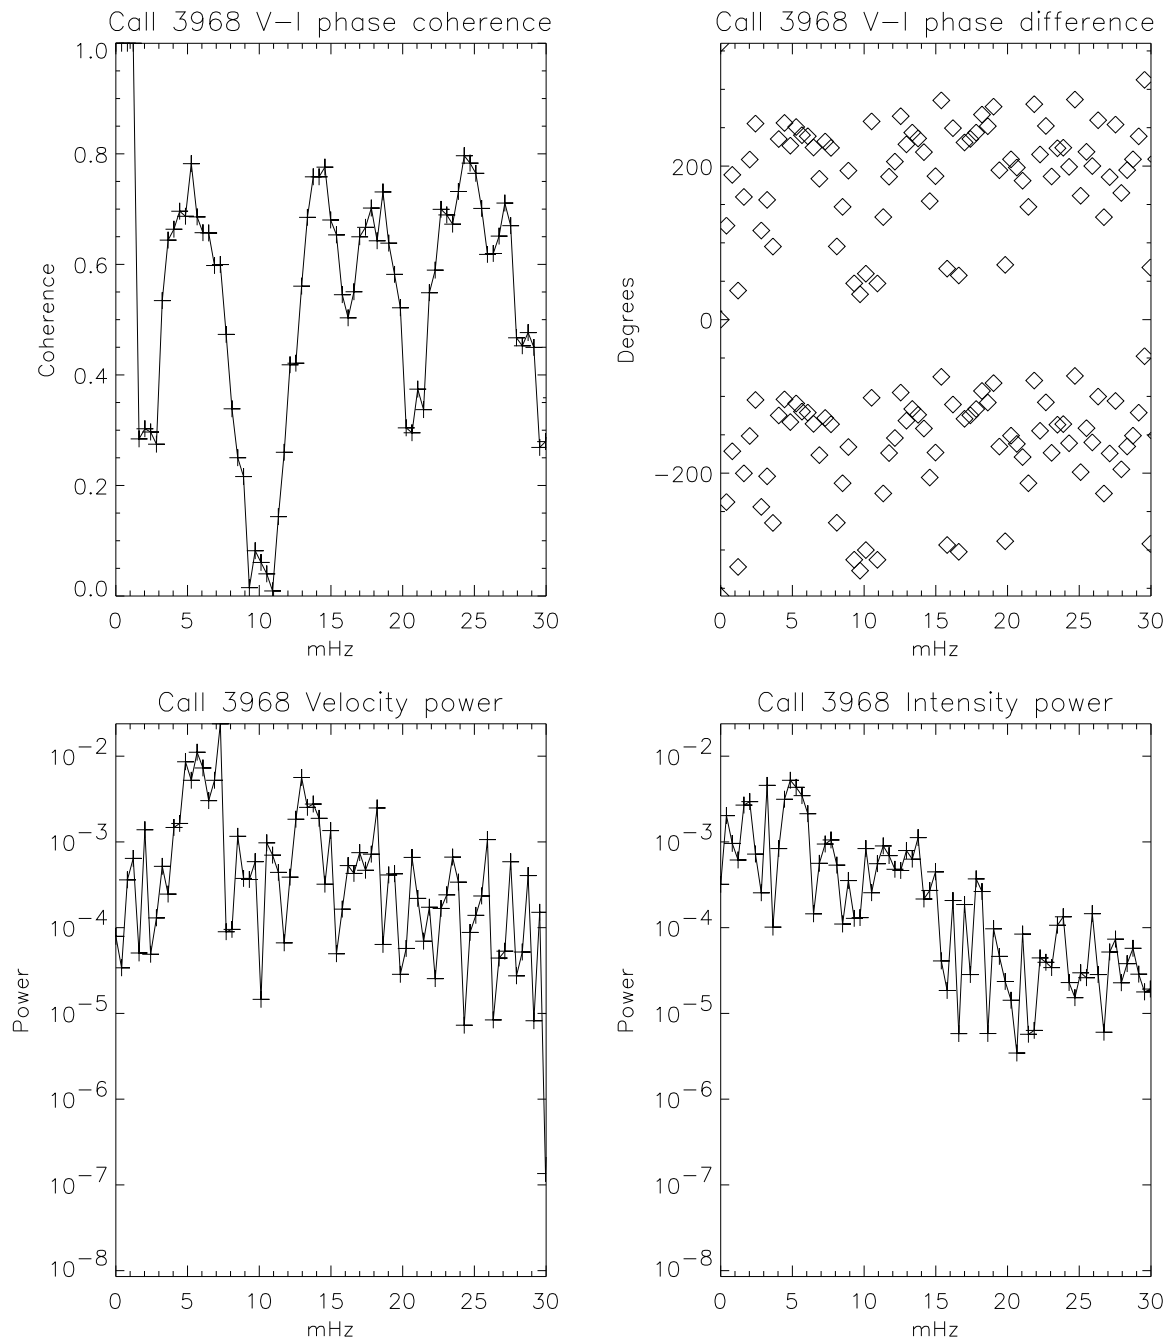 Call 3968 V-I phase coherence
1.0
0.8
0.6
0.4
0.2
0.0
Coherence
0 5 10 15 20 25 30
mHz
Call 3968 V-I phase difference
200
0
-200
Degrees
0 5 10 15 20 25 30
mHz
Call 3968 Velocity power
10^-2
10^-3
10^-4
10^-5
10^-6
10^-7
10^-8
Power
0 5 10 15 20 25 30
mHz
Call 3968 Intensity power
10^-2
10^-3
10^-4
10^-5
10^-6
10^-7
10^-8
Power
0 5 10 15 20 25 30
mHz